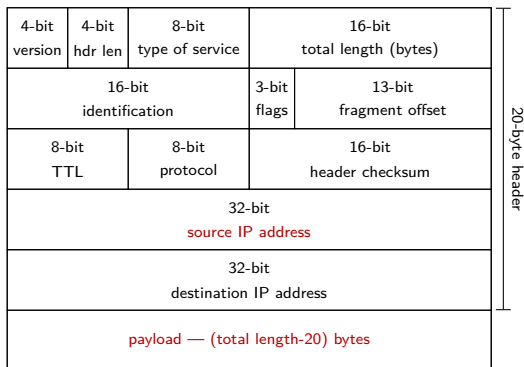 4-bit 4-bit 8-bit 16-bit
version hdr len type of service total length (bytes)
16-bit 3-bit 13-bit
identification flags fragment offset
8-bit 8-bit 16-bit
TTL protocol header checksum
32-bit
source IP address
32-bit
destination IP address
payload — (total length-20) bytes
20-byte header